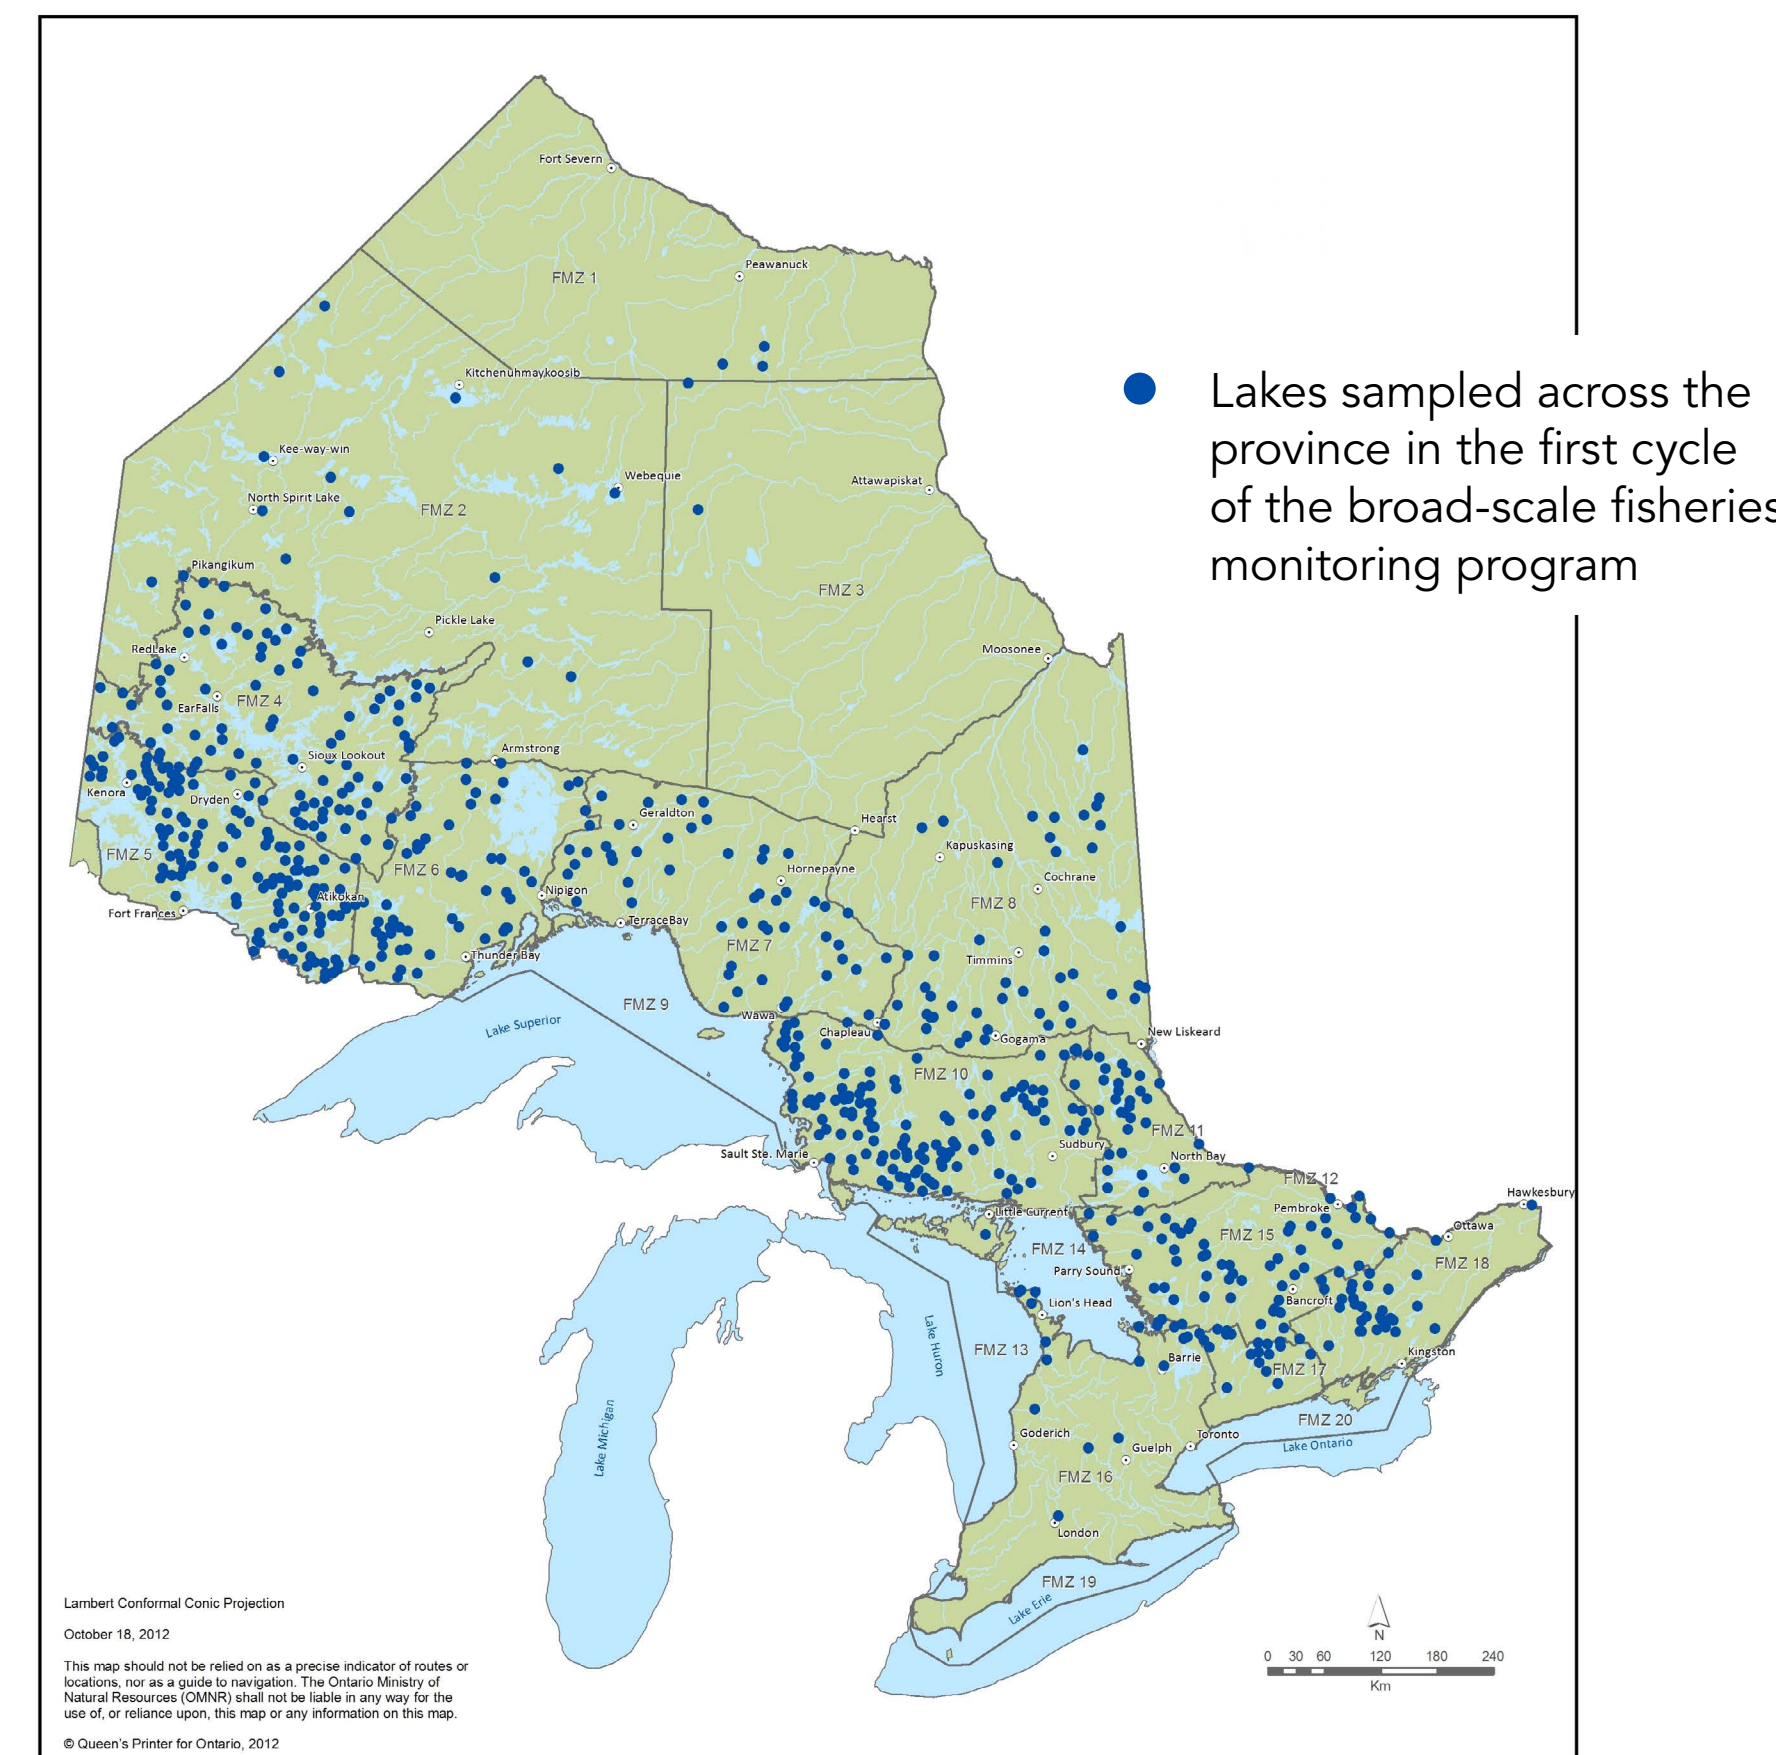 Fort Severn
Peawanuck
FMZ 1
Kitchenuhmaykoosib
Lakes sampled across the
province in the first cycle
of the broad-scale fisheries
monitoring program
Kee-way-win
Webequie
Attawapiskat
North Spirit Lake
FMZ 2
Pikangikum
FMZ 3
Pickle Lake
RedLake
Moosonee
EarFalls
FMZ 4
Sioux Lookout
Armstrong
Kenora
Dryden
Geraldton
Hearst
FMZ 5
FMZ 6
Kapuskasing
Hornepayne
Cochrane
Atikokan
Nipigon
FMZ 8
Fort Frances
TerraceBay
FMZ 7
Thunder Bay
Timmins
FMZ 9
Lake Superior
Wawa
Chapleau
Gogama
New Liskeard
FMZ 10
FMZ 11
Sudbury
Sault Ste. Marie
North Bay
FMZ 12
Hawkesbury
Pembroke
Little Current
Ottawa
FMZ 15
FMZ 14
FMZ 18
Parry Sound
Bancroft
Lion's Head
Lake Huron
FMZ 13
Barrie
Kingston
FMZ 17
FMZ 20
Lake Michigan
Goderich
Toronto
Guelph
Lake Ontario
FMZ 16
London
FMZ 19
Lake Erie
Lambert Conformal Conic Projection
October 18, 2012
This map should not be relied on as a precise indicator of routes or
locations, nor as a guide to navigation. The Ontario Ministry of
Natural Resources (OMNR) shall not be liable in any way for the
use of, or reliance upon, this map or any information on this map.
© Queen's Printer for Ontario, 2012
N
0 30 60 120 180 240
Km